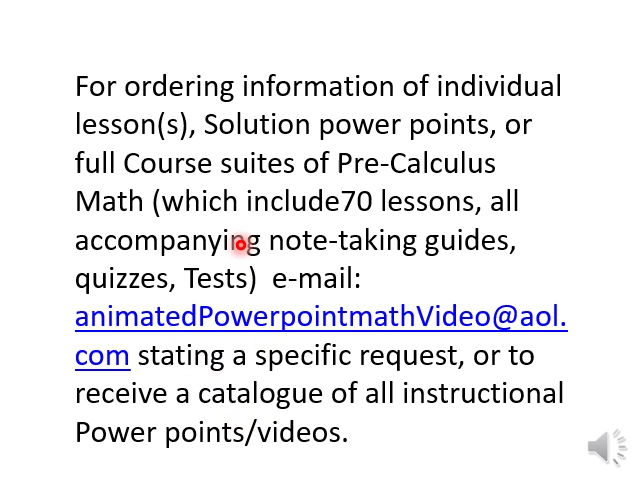 For ordering information of individual
lesson(s), Solution power points, or
full Course suites of Pre-Calculus
Math (which include70 lessons, all
accompanying note-taking guides,
quizzes, Tests)  e-mail:
animatedPowerpointmathVideo@aol.
com stating a specific request, or to
receive a catalogue of all instructional
Power points/videos.